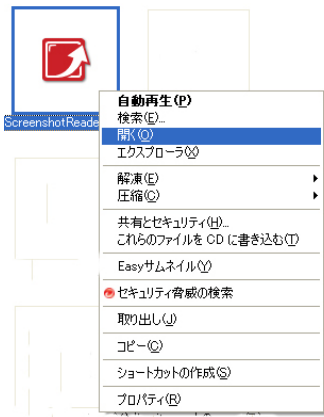 ScreenshotReade
自動再生(P)
検索(E)...
開く(O)
エクスプローラ(X)
解凍(E)
圧縮(C)
共有とセキュリティ(H)...
これらのファイルを CD に書き込む(T)
Easyサムネイル(Y)
セキュリティ脅威の検索
取り出し(J)
コピー(C)
ショートカットの作成(S)
プロパティ(R)